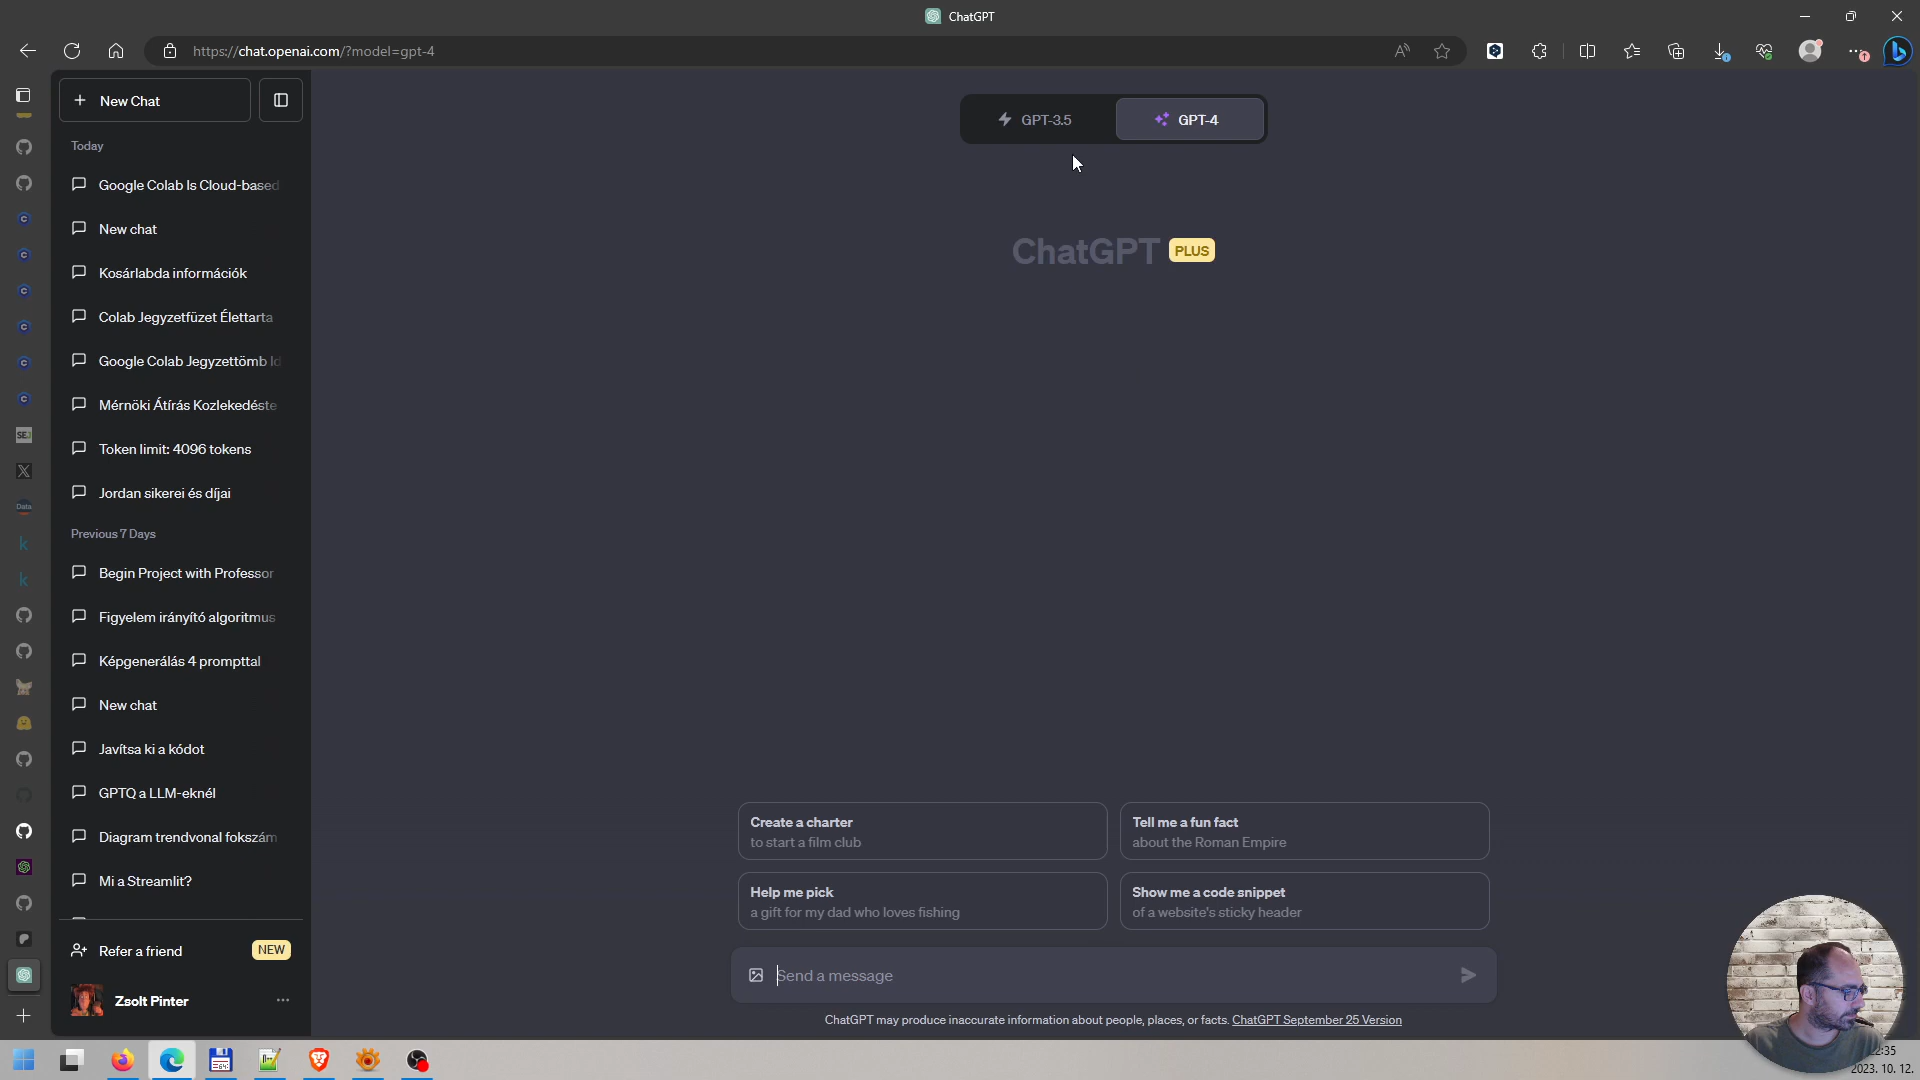 ChatGPT
https://chat.openai.com/?model=gpt-4
New Chat
Today
Google Colab Is Cloud-based
New chat
Kosárlabda információk
Colab Jegyzetfüzet Élettarta
Google Colab Jegyzettömb Id
Mérnöki Átírás Kozlekedéste
Token limit: 4096 tokens
Jordan sikerei és díjai
Previous 7 Days
Begin Project with Professor
Figyelem irányító algoritmus
Képgenerálás 4 prompttal
New chat
Javítsa ki a kódot
GPTQ a LLM-eknél
Diagram trendvonal fokszám
Mi a Streamlit?
Refer a friend NEW
Zsolt Pinter
GPT-3.5 GPT-4
ChatGPT PLUS
Create a charter
to start a film club
Tell me a fun fact
about the Roman Empire
Help me pick
a gift for my dad who loves fishing
Show me a code snippet
of a website's sticky header
Send a message
ChatGPT may produce inaccurate information about people, places, or facts. ChatGPT September 25 Version
2:35
2023. 10. 12.